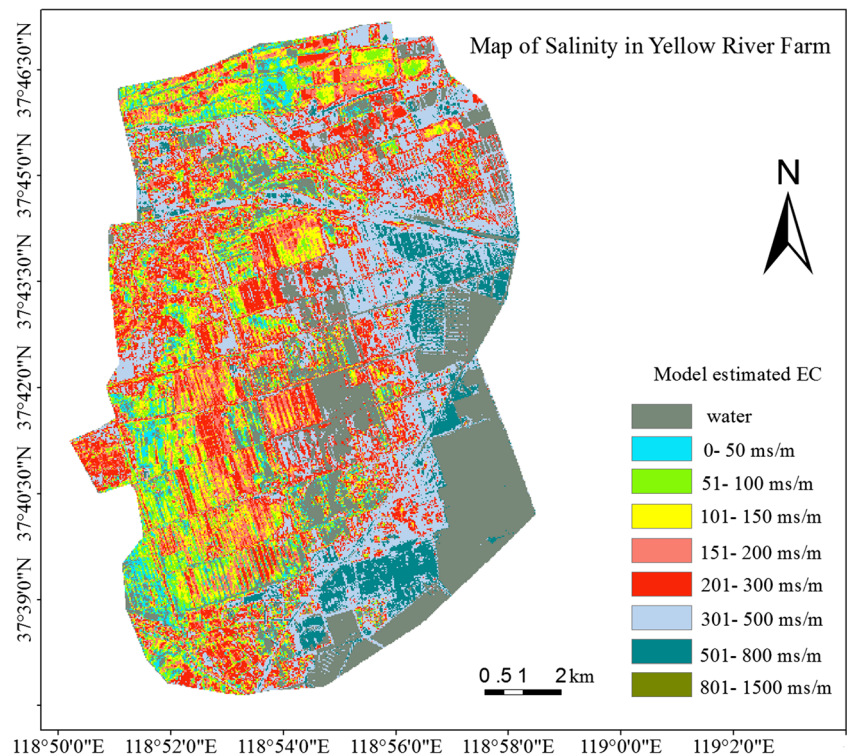 Map of Salinity in Yellow River Farm
37°46'30"N
37°45'0"N
37°43'30"N
37°42'0"N
37°40'30"N
37°39'0"N
N
Model estimated EC
water
0- 50 ms/m
51- 100 ms/m
101- 150 ms/m
151- 200 ms/m
201- 300 ms/m
301- 500 ms/m
501- 800 ms/m
801- 1500 ms/m
0 .5 1 2 km
118°50'0"E 118°52'0"E 118°54'0"E 118°56'0"E 118°58'0"E 119°0'0"E 119°2'0"E